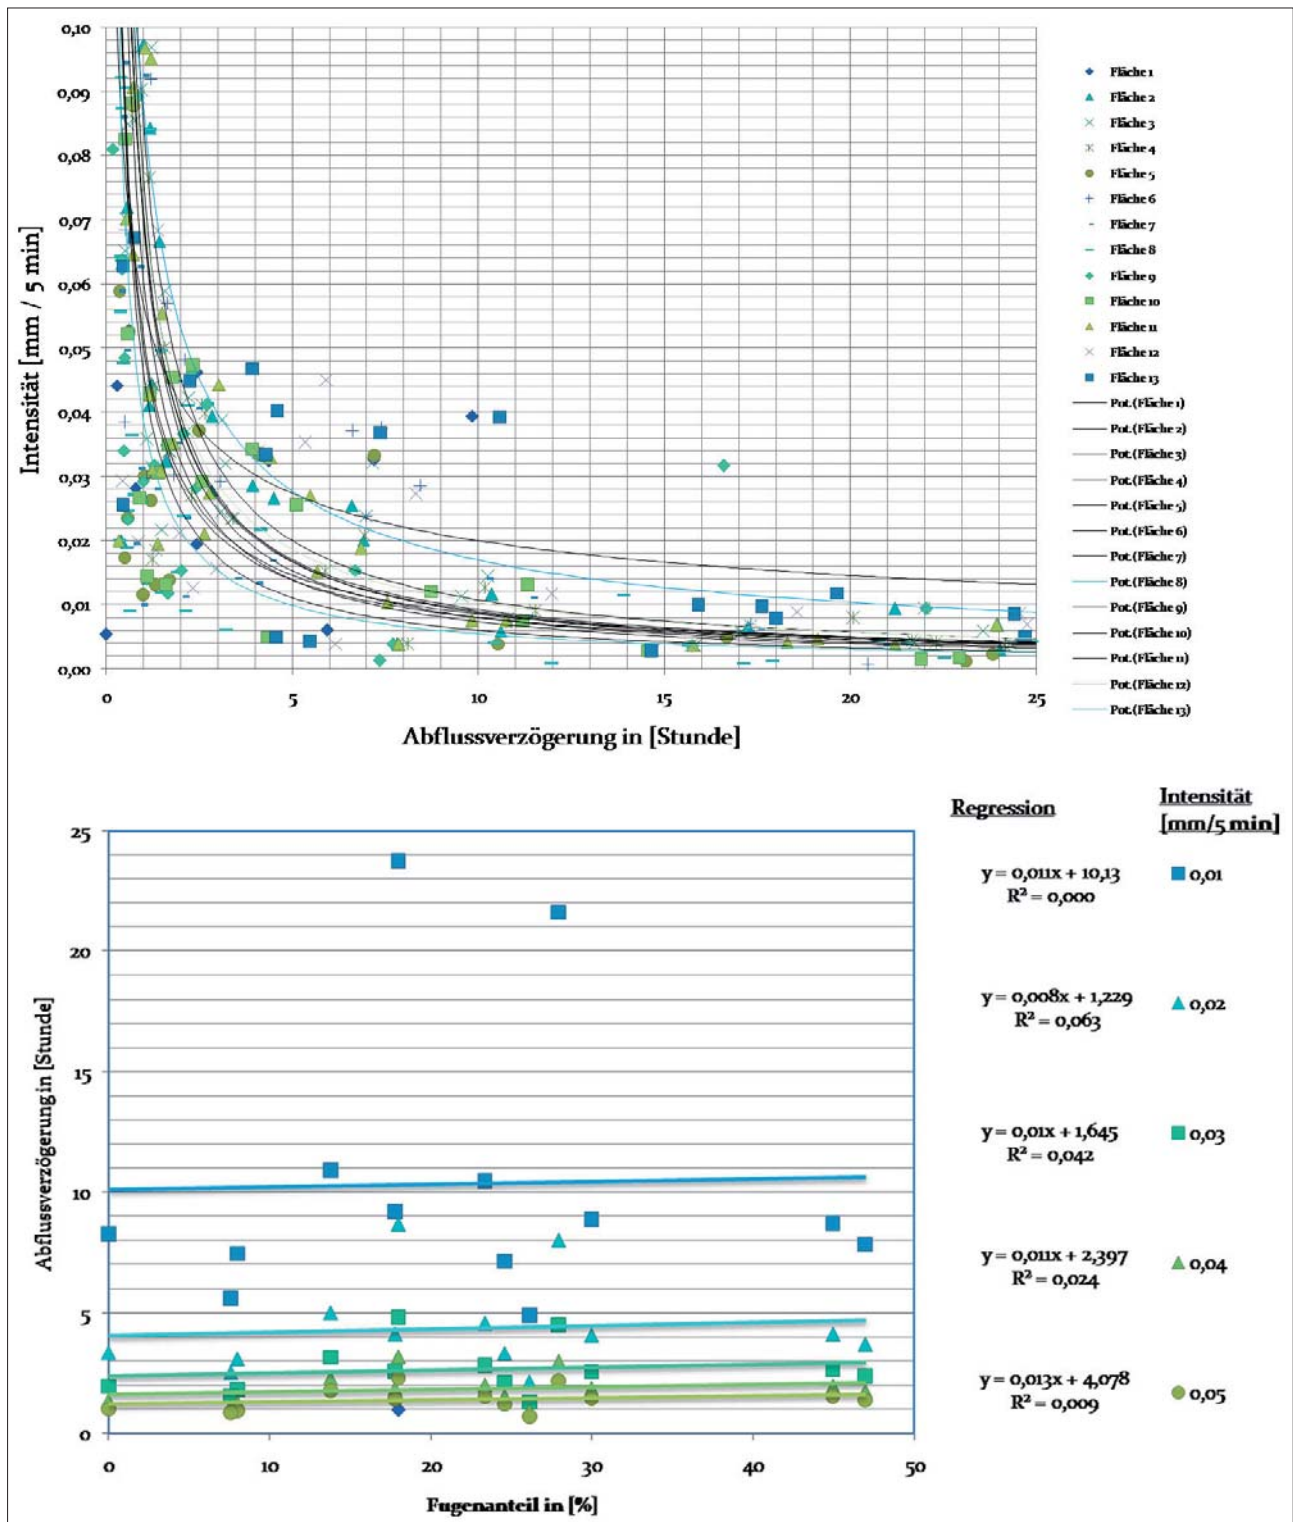 0,10
0,09
0,08
0,07
0,06
0,05
0,04
0,03
0,02
0,01
0,00
Intensität [mm / 5 min]
0 5 10 15 20 25
Abflussverzögerung in [Stunde]
Fläche 1
Fläche 2
Fläche 3
Fläche 4
Fläche 5
Fläche 6
Fläche 7
Fläche 8
Fläche 9
Fläche 10
Fläche 11
Fläche 12
Fläche 13
Pot.(Fläche 1)
Pot.(Fläche 2)
Pot.(Fläche 3)
Pot.(Fläche 4)
Pot.(Fläche 5)
Pot.(Fläche 6)
Pot.(Fläche 7)
Pot.(Fläche 8)
Pot.(Fläche 9)
Pot.(Fläche 10)
Pot.(Fläche 11)
Pot.(Fläche 12)
Pot.(Fläche 13)
25
20
15
10
5
0
Abflussverzögerung in [Stunde]
0 10 20 30 40 50
Fugenanteil in [%]
Regression
Intensität
[mm/5 min]
y = 0,011x + 10,13
R² = 0,000
0,01
y = 0,008x + 1,229
R² = 0,063
0,02
y = 0,01x + 1,645
R² = 0,042
0,03
y = 0,011x + 2,397
R² = 0,024
0,04
y = 0,013x + 4,078
R² = 0,009
0,05